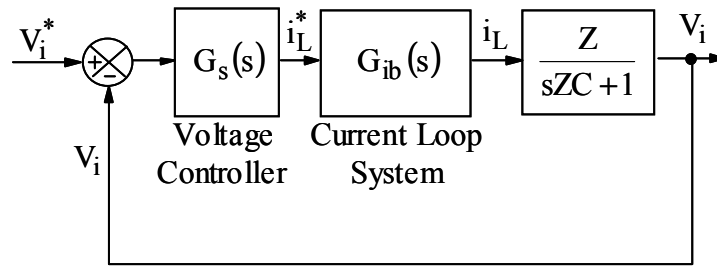 V_i^* + − G_s(s) i_L^* G_ib(s) i_L Z V_i
sZC + 1
V_i Voltage Current Loop
Controller System